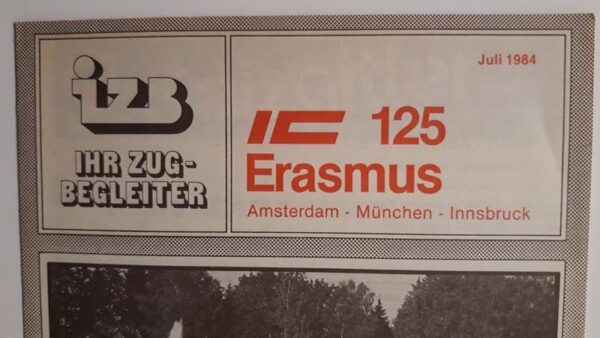 izb
IHR ZUG-
BEGLEITER
Juli 1984
IC 125
Erasmus
Amsterdam - München - Innsbruck